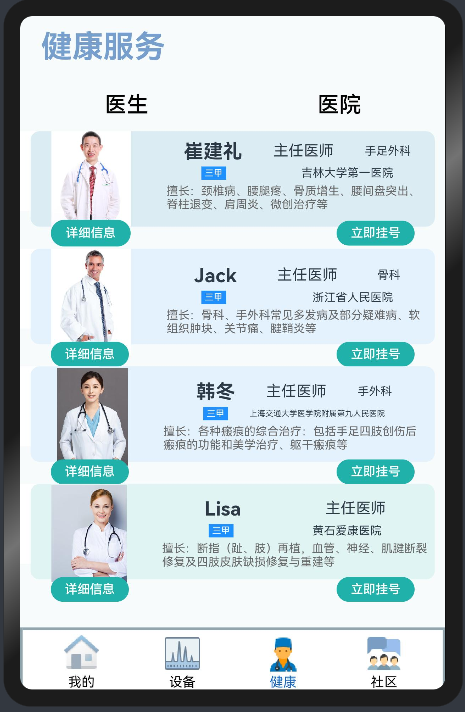 健康服务
医生 医院
崔建礼 主任医师 手足外科
三甲 吉林大学第一医院
擅长：颈椎病、腰腿疼、骨质增生、腰间盘突出、
脊柱退变、肩周炎、微创治疗等
详细信息 立即挂号
Jack 主任医师 骨科
三甲 浙江省人民医院
擅长：骨科、手外科常见多发病及部分疑难病、软
组织肿块、关节痛、腱鞘炎等
详细信息 立即挂号
韩冬 主任医师 手外科
三甲 上海交通大学医学院附属第九人民医院
擅长：各种瘢痕的综合治疗：包括手足四肢创伤后
瘢痕的功能和美学治疗、躯干瘢痕等
详细信息 立即挂号
Lisa 主任医师
三甲 黄石爱康医院
擅长：断指（趾、肢）再植，血管、神经、肌腱断裂
修复及四肢皮肤缺损修复与重建等
详细信息 立即挂号
我的 设备 健康 社区